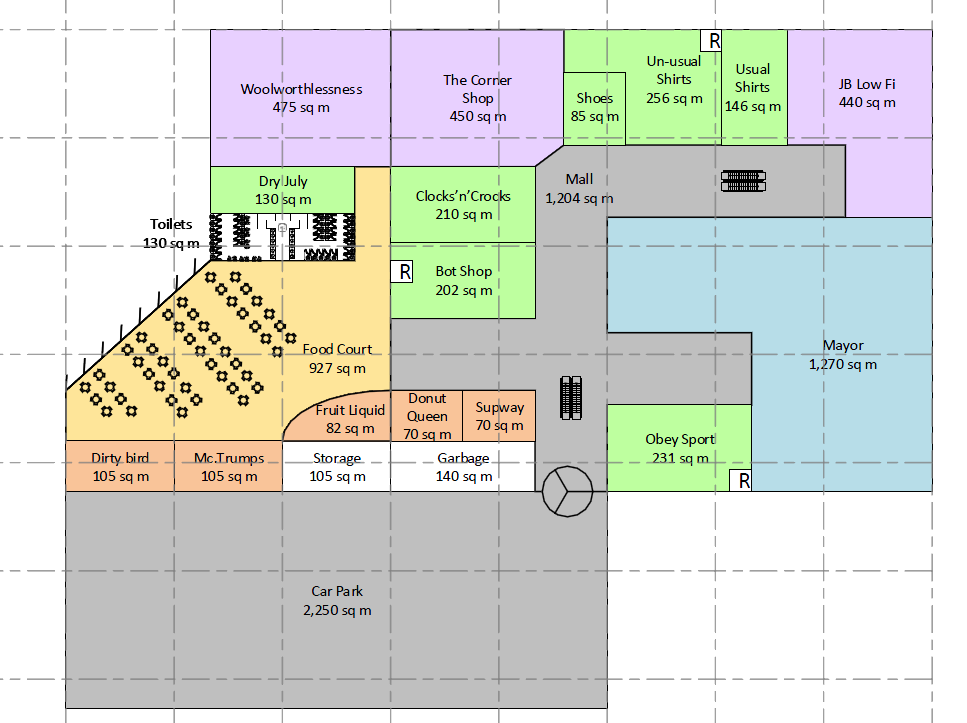 R
Woolworthlessness
475 sq m
The Corner
Shop
450 sq m
Shoes
85 sq m
Un-usual
Shirts
256 sq m
Usual
Shirts
146 sq m
JB Low Fi
440 sq m
Dry July
130 sq m
Clocks'n'Crocks
210 sq m
Mall
1,204 sq m
Toilets
130 sq m
R
Bot Shop
202 sq m
Food Court
927 sq m
Mayor
1,270 sq m
Fruit Liquid
82 sq m
Donut
Queen
70 sq m
Supway
70 sq m
Obey Sport
231 sq m
R
Dirty bird
105 sq m
Mc.Trumps
105 sq m
Storage
105 sq m
Garbage
140 sq m
Car Park
2,250 sq m